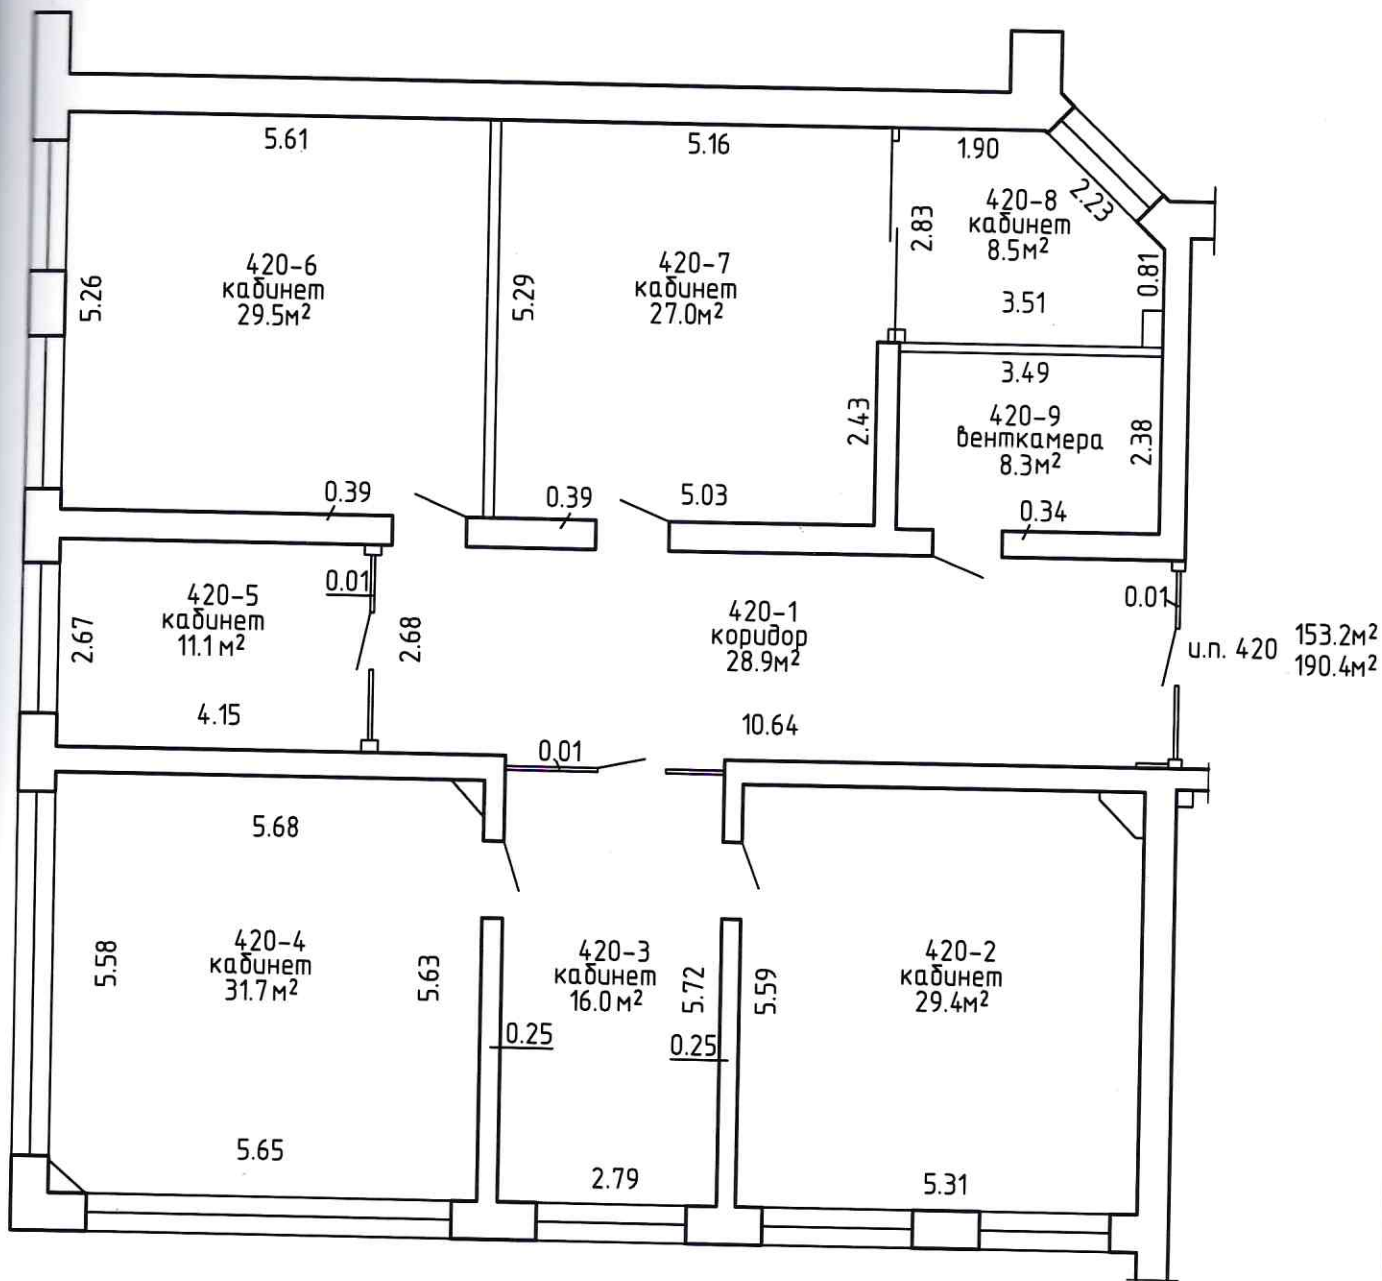 5.61
5.16
1.90
2.23
420-8
кабинет
8.5м²
2.83
0.81
3.51
420-6
кабинет
29.5м²
5.26
5.29
420-7
кабинет
27.0м²
3.49
420-9
венткамера
8.3м²
2.43
2.38
0.39
0.39
5.03
0.34
0.01
420-5
кабинет
11.1 м²
2.67
2.68
4.15
420-1
коридор
28.9м²
0.01
и.п. 420
153.2м²
190.4м²
10.64
0.01
5.68
420-4
кабинет
31.7 м²
5.58
5.63
420-3
кабинет
16.0 м²
5.72
5.59
420-2
кабинет
29.4м²
0.25
0.25
5.65
2.79
5.31